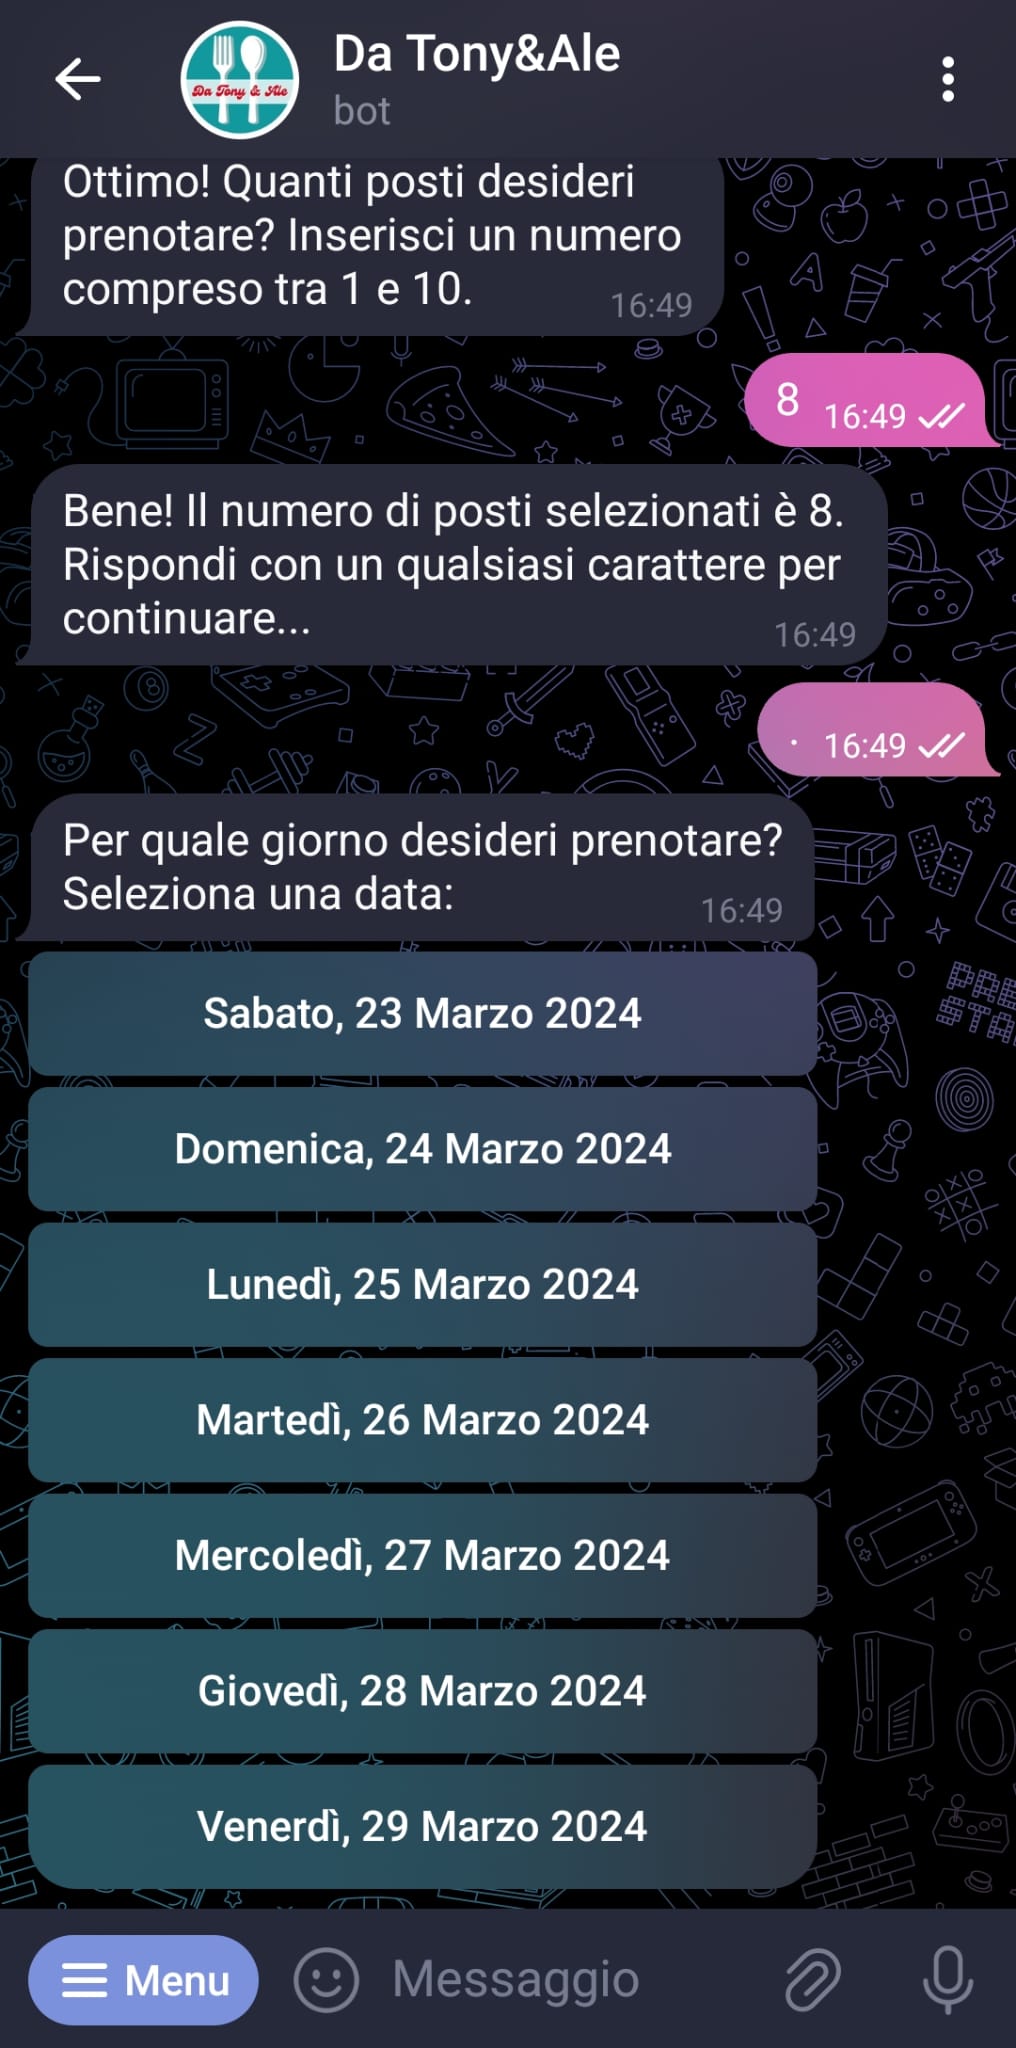 Da Tony & Ale
Da Tony&Ale
bot
Ottimo! Quanti posti desideri
prenotare? Inserisci un numero
compreso tra 1 e 10.
16:49
8
16:49
Bene! Il numero di posti selezionati è 8.
Rispondi con un qualsiasi carattere per
continuare...
16:49
.
16:49
Per quale giorno desideri prenotare?
Seleziona una data:
16:49
Sabato, 23 Marzo 2024
Domenica, 24 Marzo 2024
Lunedì, 25 Marzo 2024
Martedì, 26 Marzo 2024
Mercoledì, 27 Marzo 2024
Giovedì, 28 Marzo 2024
Venerdì, 29 Marzo 2024
Menu
Messaggio